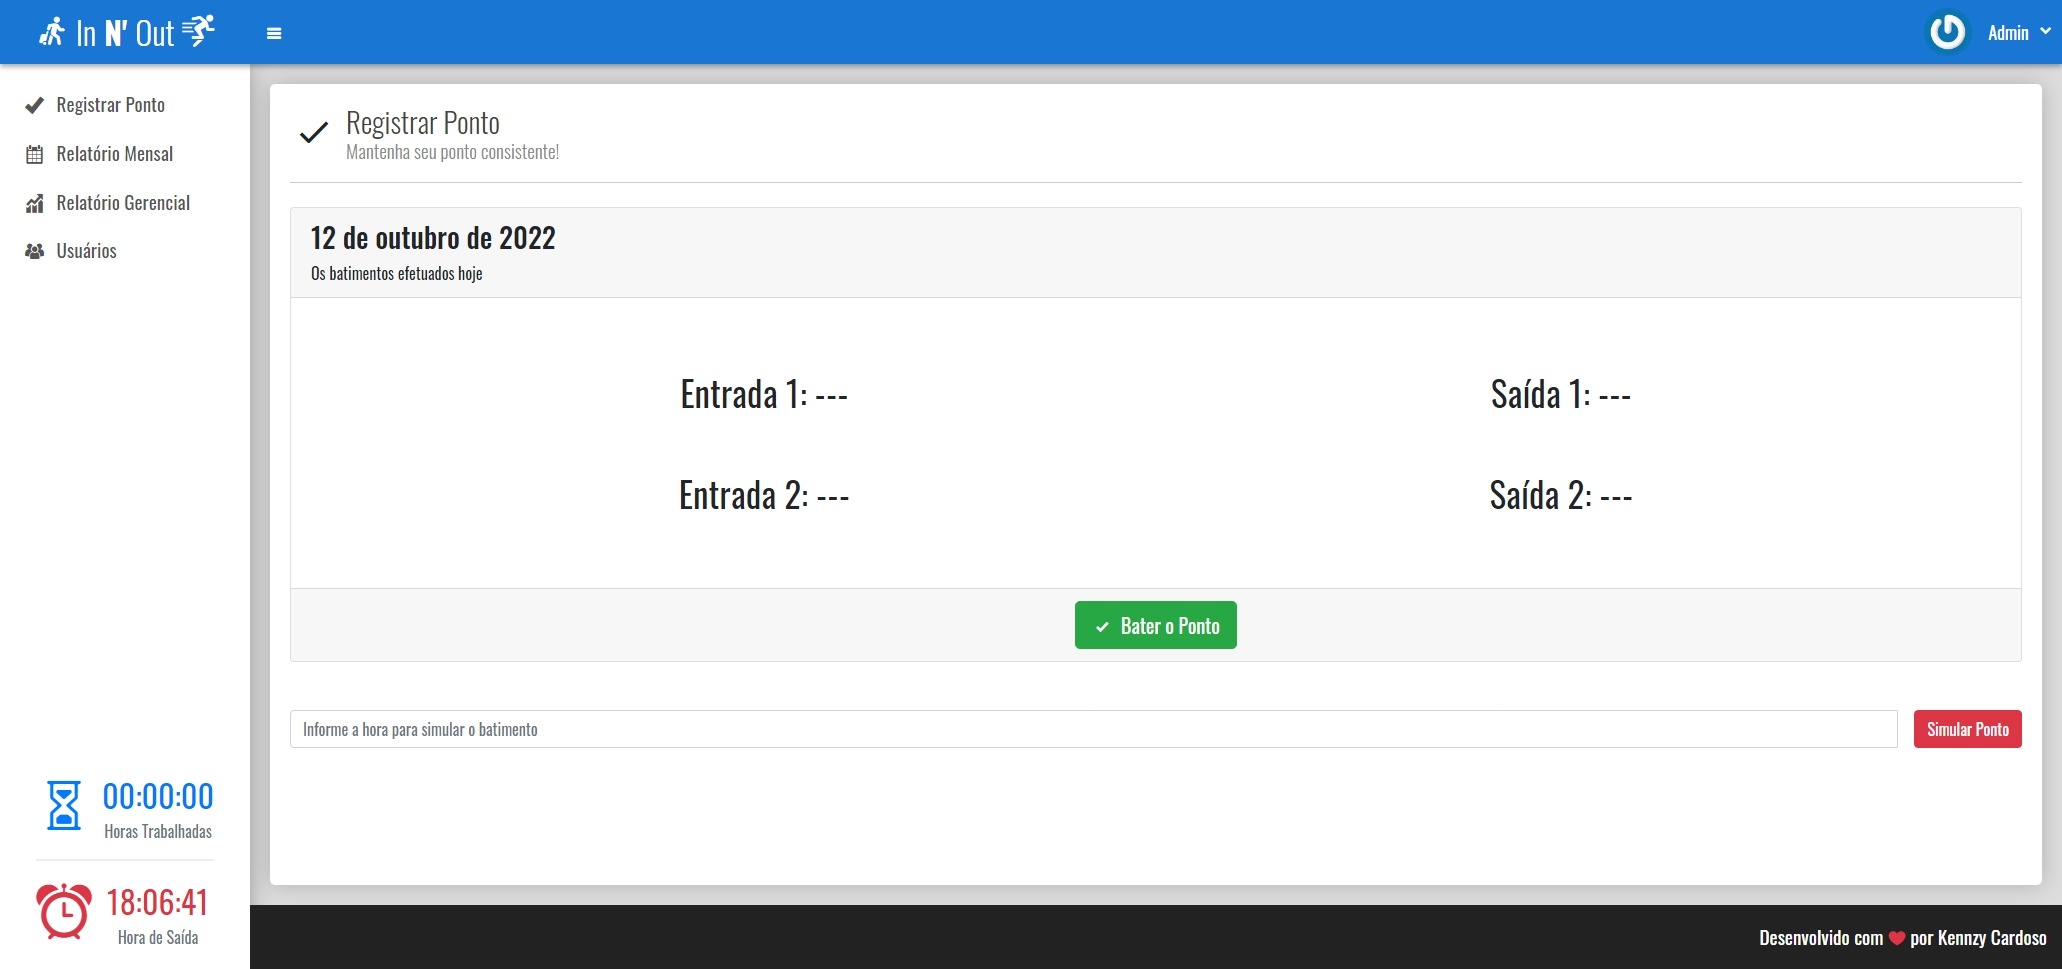 In N' Out
Admin
Registrar Ponto
Relatório Mensal
Relatório Gerencial
Usuários
00:00:00
Horas Trabalhadas
18:06:41
Hora de Saída
Registrar Ponto
Mantenha seu ponto consistente!
12 de outubro de 2022
Os batimentos efetuados hoje
Entrada 1: --- Saída 1: ---
Entrada 2: --- Saída 2: ---
Bater o Ponto
Informe a hora para simular o batimento Simular Ponto
Desenvolvido com ❤ por Kennzy Cardoso